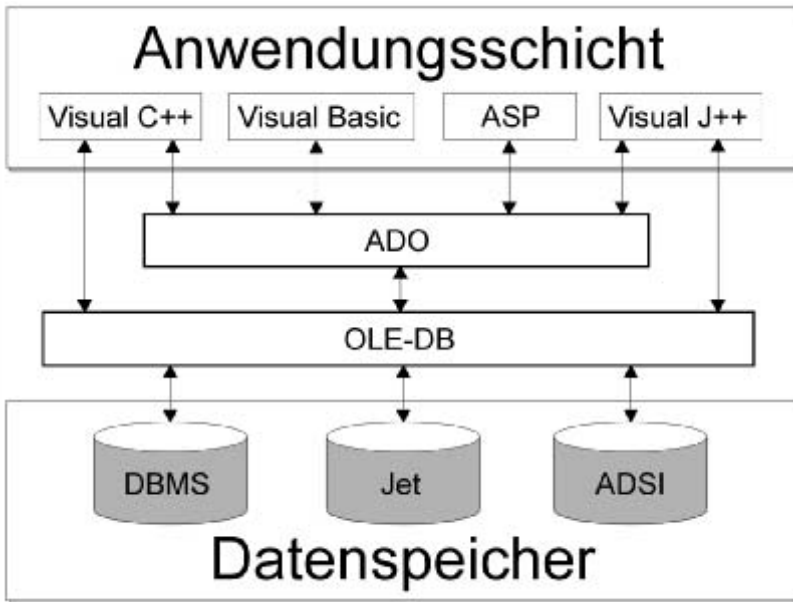 Anwendungsschicht
Visual C++ Visual Basic ASP Visual J++
ADO
OLE-DB
DBMS Jet ADSI
Datenspeicher